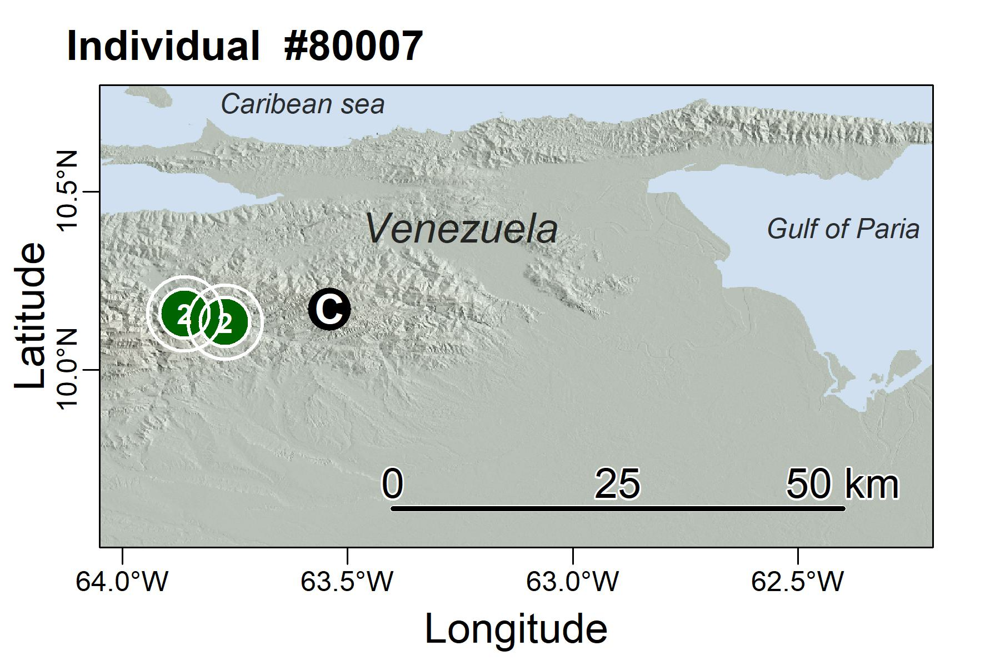 Individual #80007
Caribean sea
Venezuela
Gulf of Paria
2
2
C
10.5°N
10.0°N
Latitude
0 25 50 km
64.0°W 63.5°W 63.0°W 62.5°W
Longitude